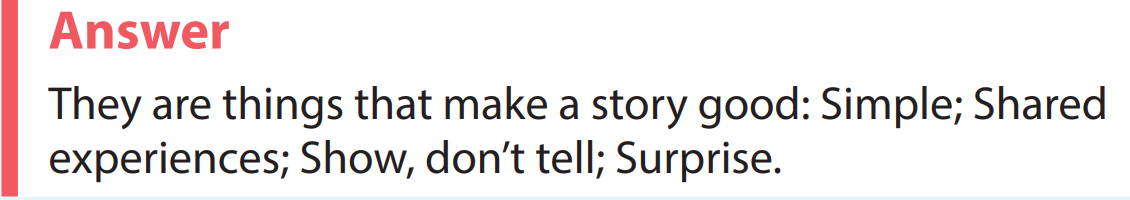 Answer
They are things that make a story good: Simple; Shared
experiences; Show, don’t tell; Surprise.